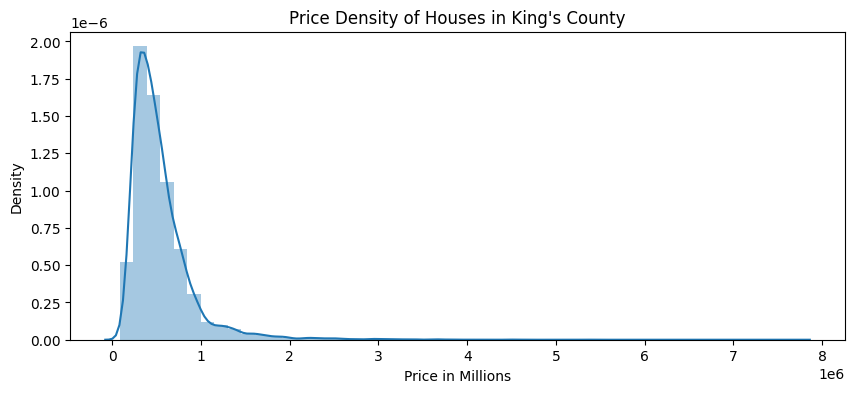 Price Density of Houses in King's County
1e−6
2.00
1.75
1.50
1.25
1.00
0.75
0.50
0.25
0.00
Density
0 1 2 3 4 5 6 7 8
1e6
Price in Millions